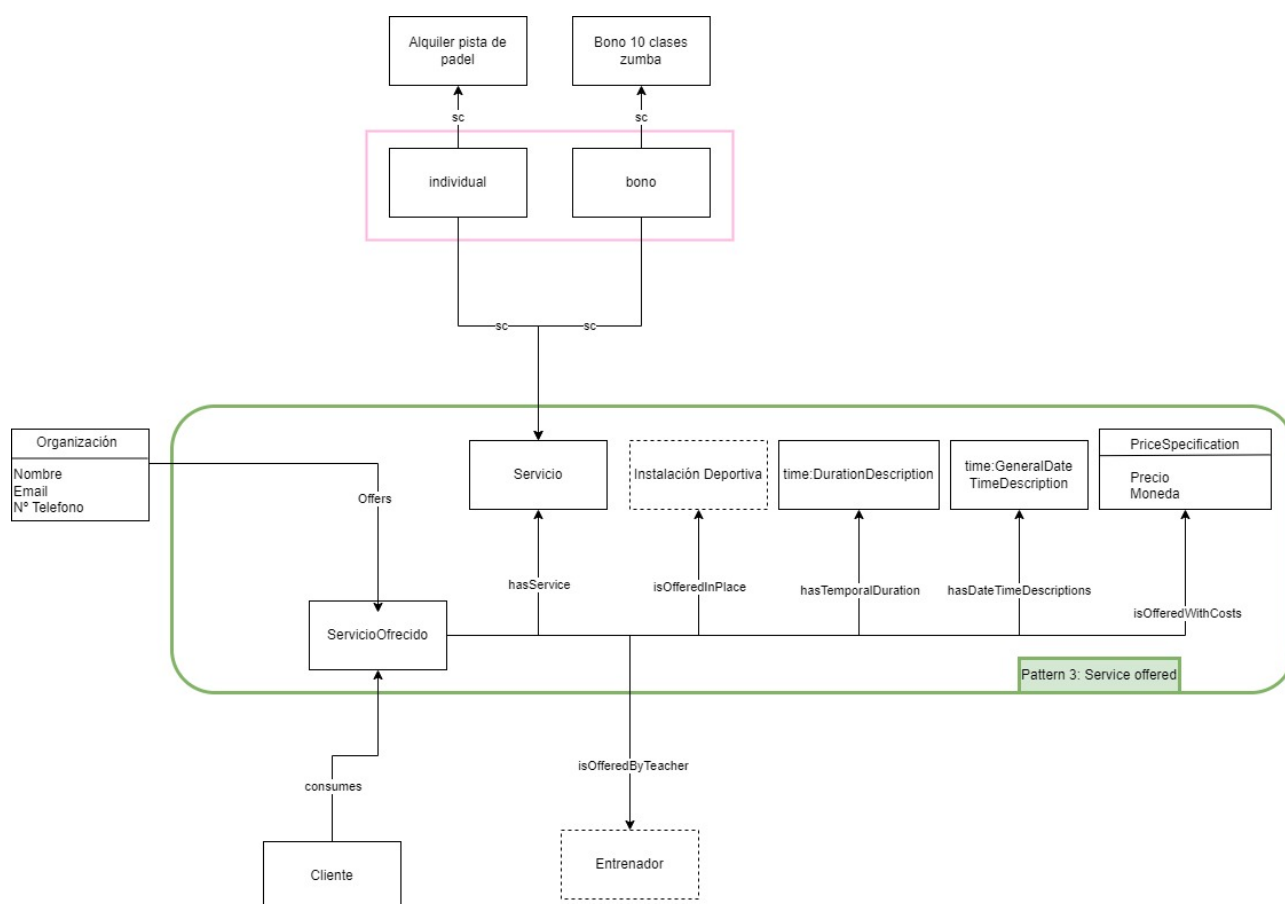 Alquiler pista de
padel
Bono 10 clases
zumba
sc
sc
individual
bono
sc
sc
Organización
Nombre
Email
Nº Telefono
Offers
Servicio
Instalación Deportiva
time:DurationDescription
time:GeneralDate
TimeDescription
PriceSpecification
Precio
Moneda
hasService
isOfferedInPlace
hasTemporalDuration
hasDateTimeDescriptions
isOfferedWithCosts
ServicioOfrecido
Pattern 3: Service offered
isOfferedByTeacher
consumes
Cliente
Entrenador